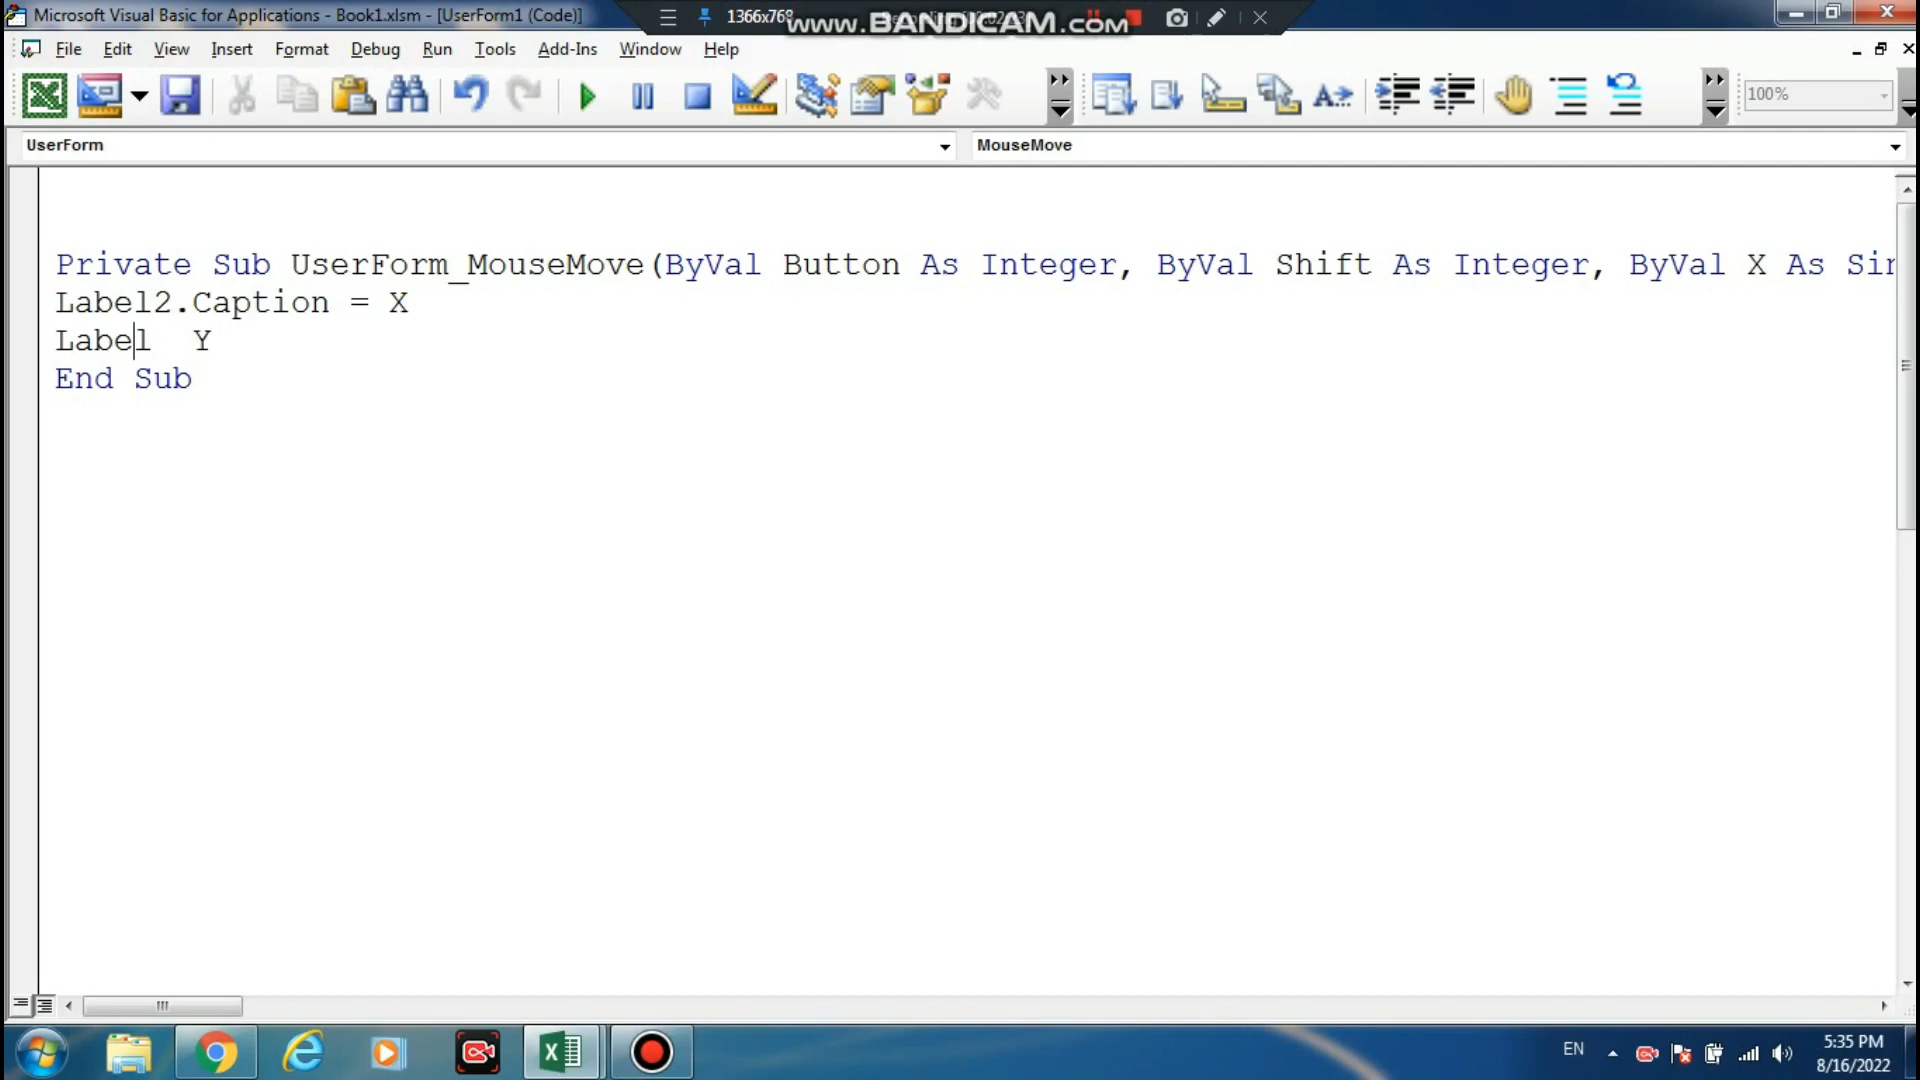 Microsoft Visual Basic for Applications - Book1.xlsm - [UserForm1 (Code)]
1366x768
www.BANDICAM.com
File Edit View Insert Format Debug Run Tools Add-Ins Window Help
100%
UserForm
MouseMove
Private Sub UserForm_MouseMove(ByVal Button As Integer, ByVal Shift As Integer, ByVal X As Sin
Label2.Caption = X
Label  Y
End Sub
EN
5:35 PM
8/16/2022